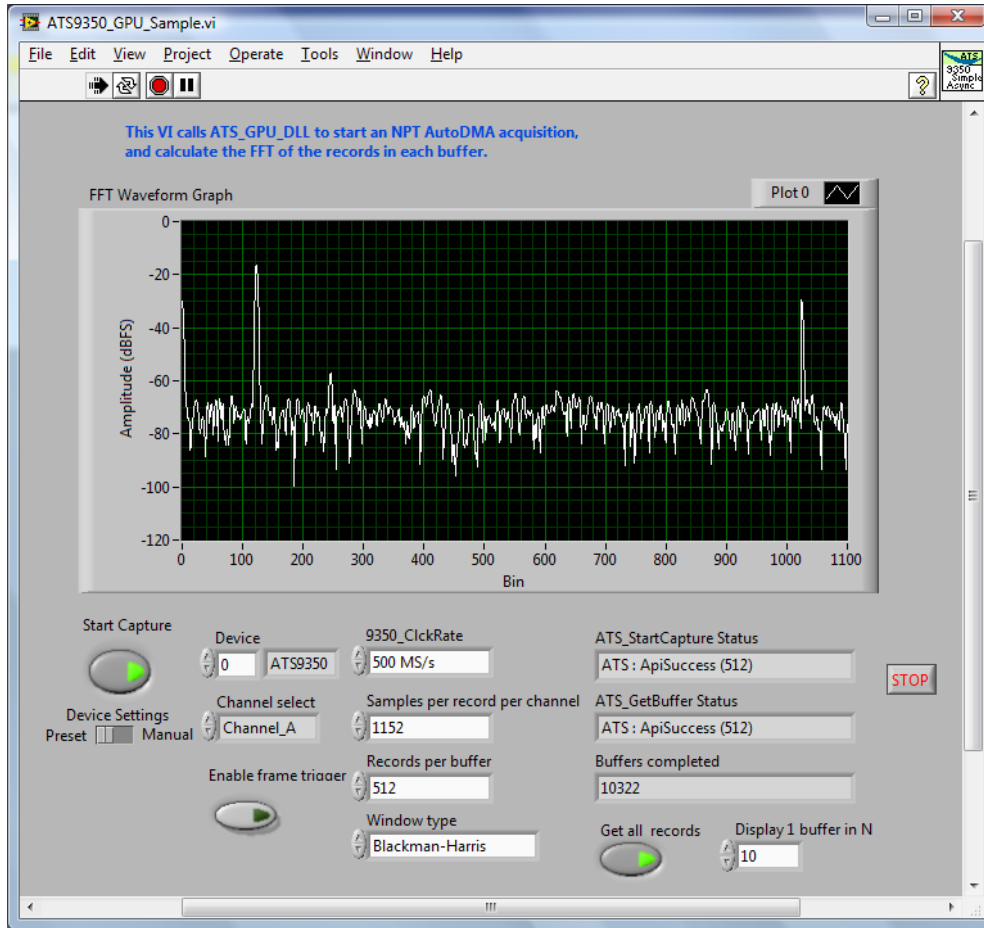 ATS9350_GPU_Sample.vi
File Edit View Project Operate Tools Window Help
ATS
9350
Simple
Async
This VI calls ATS_GPU_DLL to start an NPT AutoDMA acquisition,
and calculate the FFT of the records in each buffer.
FFT Waveform Graph
Plot 0
0
-20
-40
-60
-80
-100
-120
Amplitude (dBFS)
0 100 200 300 400 500 600 700 800 900 1000 1100
Bin
Start Capture
Device
0 ATS9350
9350_ClckRate
500 MS/s
ATS_StartCapture Status
ATS : ApiSuccess (512)
STOP
Device Settings
Preset Manual
Channel select
Channel_A
Samples per record per channel
1152
ATS_GetBuffer Status
ATS : ApiSuccess (512)
Enable frame trigger
Records per buffer
512
Buffers completed
10322
Window type
Blackman-Harris
Get all records
Display 1 buffer in N
10